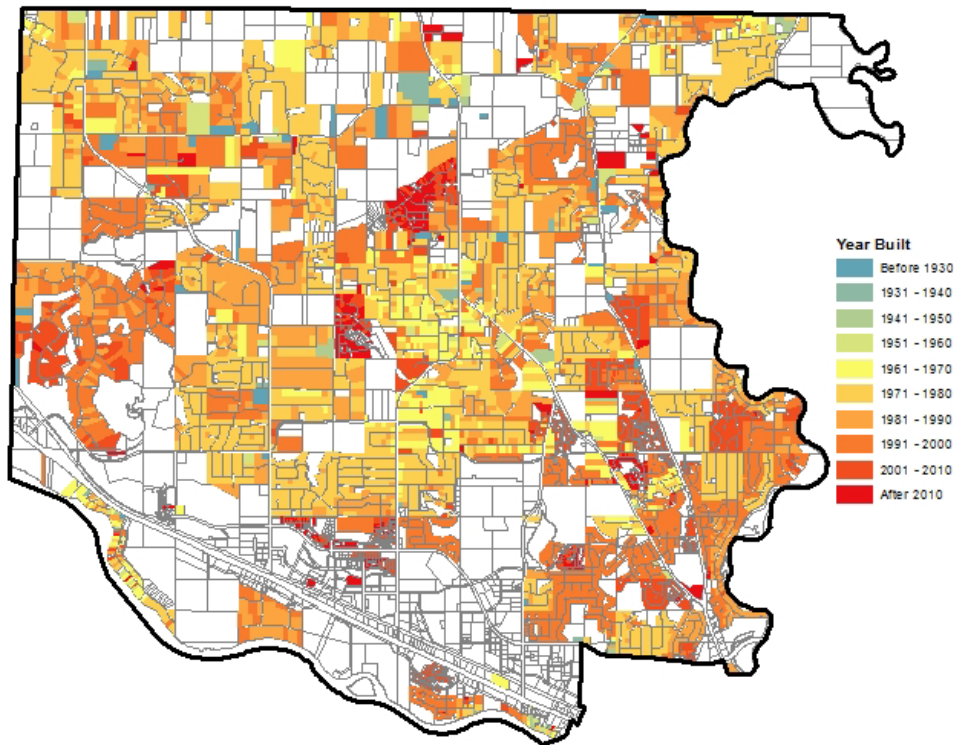 Year Built
Before 1930
1931 - 1940
1941 - 1950
1951 - 1960
1961 - 1970
1971 - 1980
1981 - 1990
1991 - 2000
2001 - 2010
After 2010